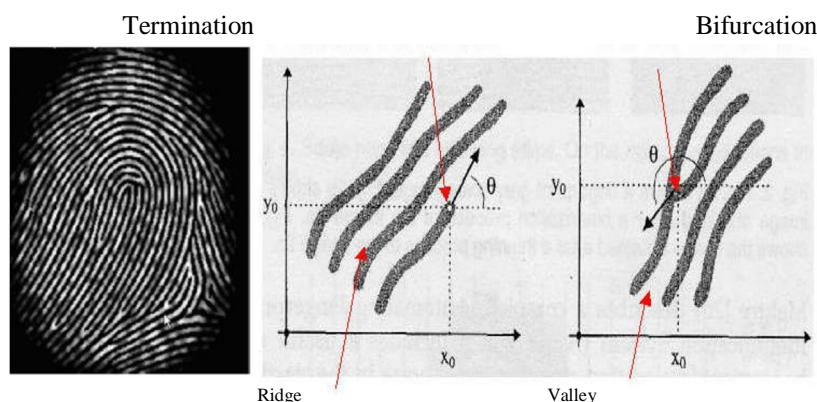 Termination Bifurcation
θ
θ
y₀
y₀
x₀
x₀
Ridge Valley